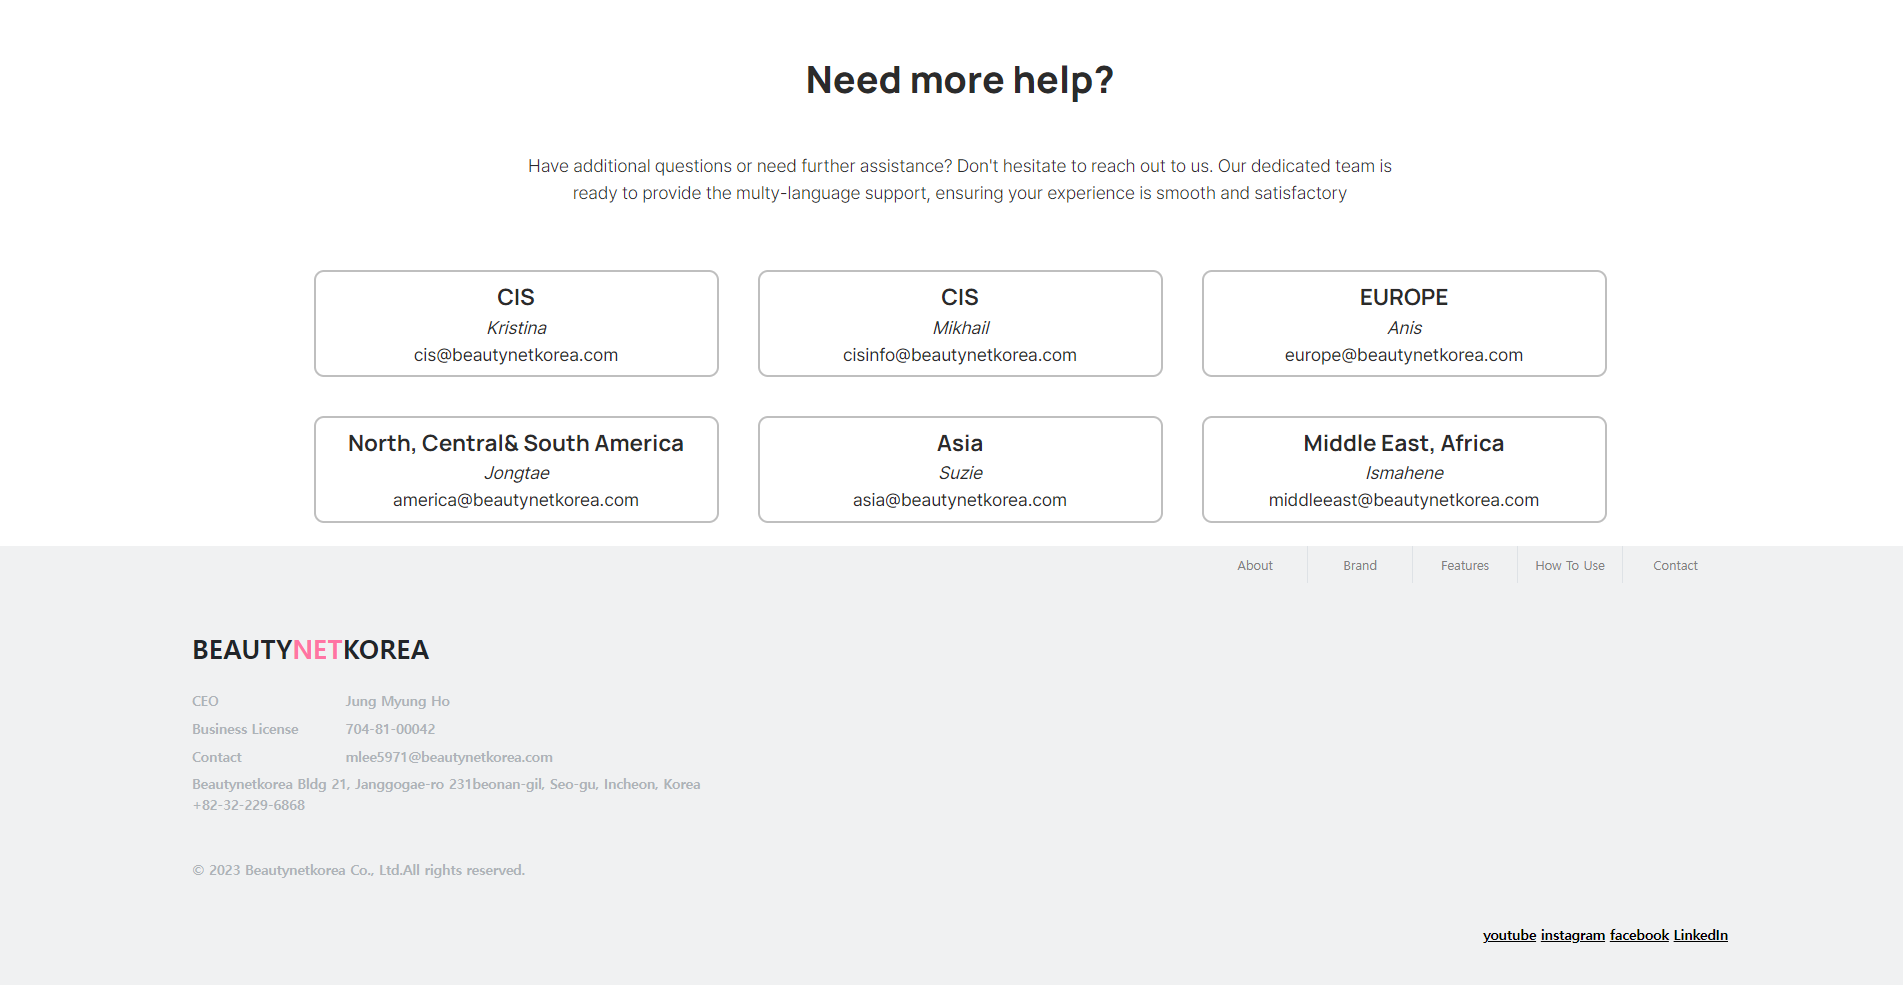 Need more help?
Have additional questions or need further assistance? Don't hesitate to reach out to us. Our dedicated team is
ready to provide the multy-language support, ensuring your experience is smooth and satisfactory
CIS
Kristina
cis@beautynetkorea.com
CIS
Mikhail
cisinfo@beautynetkorea.com
EUROPE
Anis
europe@beautynetkorea.com
North, Central& South America
Jongtae
america@beautynetkorea.com
Asia
Suzie
asia@beautynetkorea.com
Middle East, Africa
Ismahene
middleeast@beautynetkorea.com
About Brand Features How To Use Contact
BEAUTYNETKOREA
CEO Jung Myung Ho
Business License 704-81-00042
Contact mlee5971@beautynetkorea.com
Beautynetkorea Bldg 21, Janggogae-ro 231beonan-gil, Seo-gu, Incheon, Korea
+82-32-229-6868
© 2023 Beautynetkorea Co., Ltd.All rights reserved.
youtube instagram facebook LinkedIn